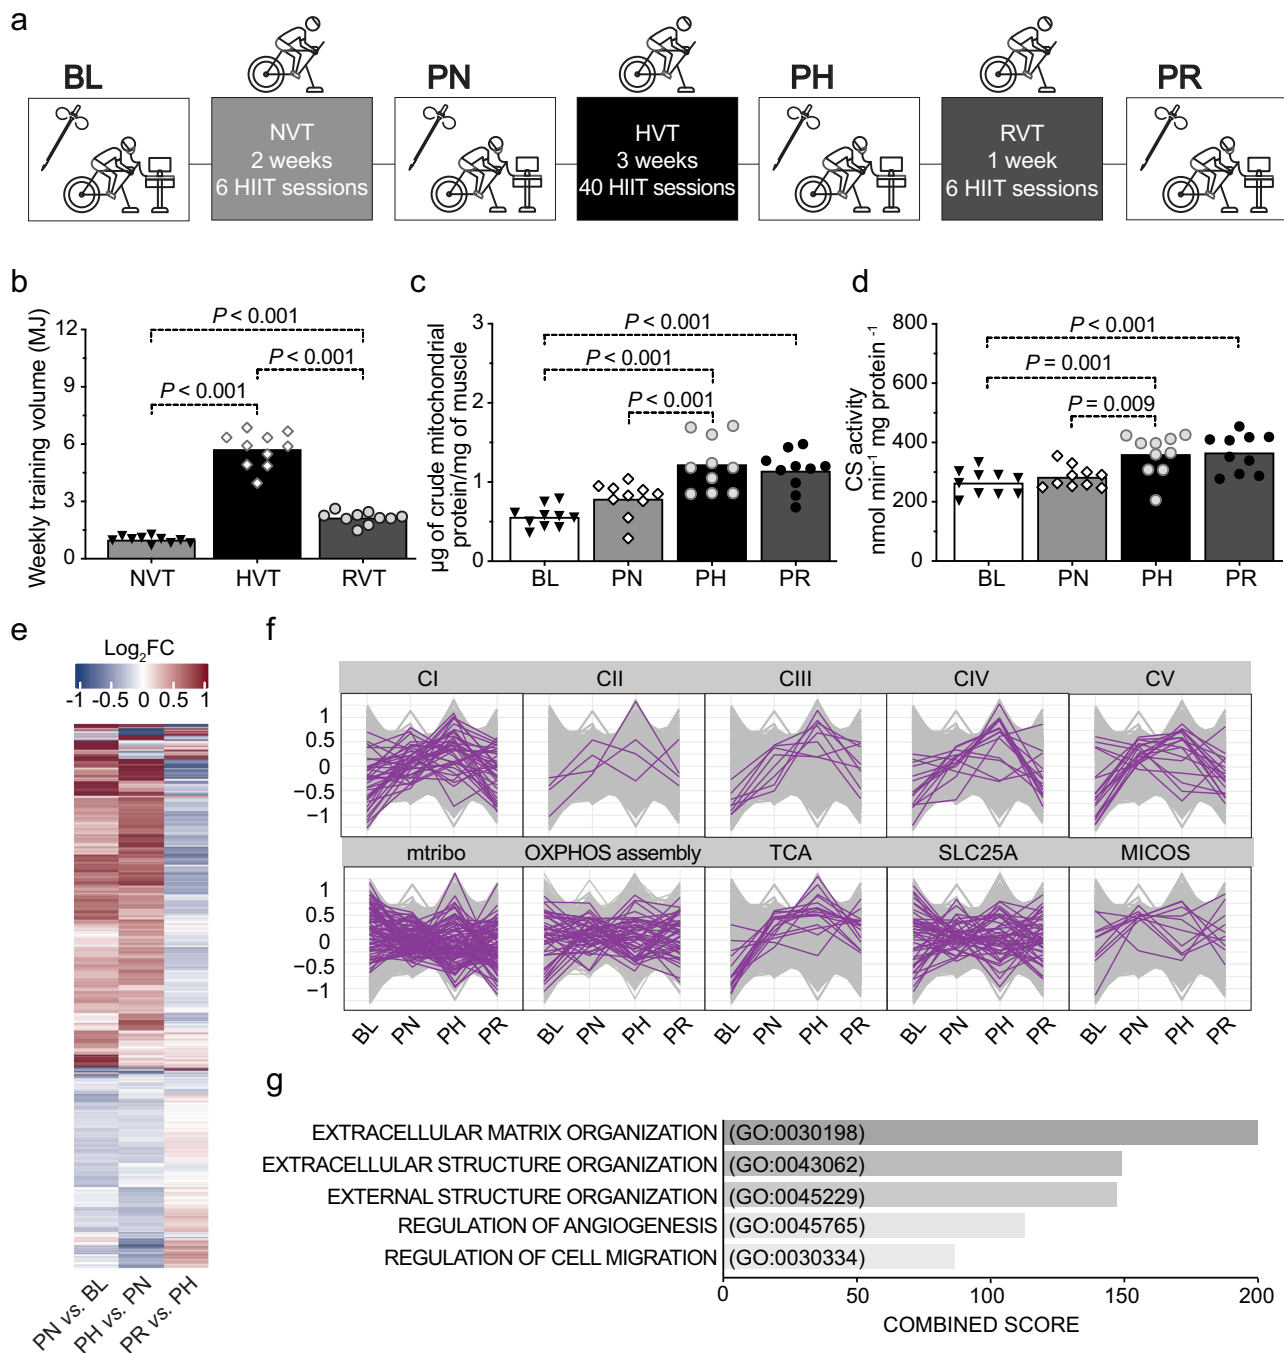 a
BL
PN
PH
PR
NVT
2 weeks
6 HIIT sessions
HVT
3 weeks
40 HIIT sessions
RVT
1 week
6 HIIT sessions
b
Weekly training volume (MJ)
12
9
6
3
0
P < 0.001
P < 0.001
P < 0.001
NVT
HVT
RVT
c
µg of crude mitochondrial
protein/mg of muscle
3
2
1
0
P < 0.001
P < 0.001
P < 0.001
BL
PN
PH
PR
d
CS activity
nmol min⁻¹ mg protein ⁻¹
800
600
400
200
0
P < 0.001
P = 0.001
P = 0.009
BL
PN
PH
PR
e
Log₂FC
-1 -0.5 0 0.5 1
PN vs. BL
PH vs. PN
PR vs. PH
f
CI
CII
CIII
CIV
CV
1
0.5
0
−0.5
−1
mtribo
OXPHOS assembly
TCA
SLC25A
MICOS
1
0.5
0
−0.5
−1
BL PN PH PR
BL PN PH PR
BL PN PH PR
BL PN PH PR
BL PN PH PR
g
EXTRACELLULAR MATRIX ORGANIZATION (GO:0030198)
EXTRACELLULAR STRUCTURE ORGANIZATION (GO:0043062)
EXTERNAL STRUCTURE ORGANIZATION (GO:0045229)
REGULATION OF ANGIOGENESIS (GO:0045765)
REGULATION OF CELL MIGRATION (GO:0030334)
0 50 100 150 200
COMBINED SCORE